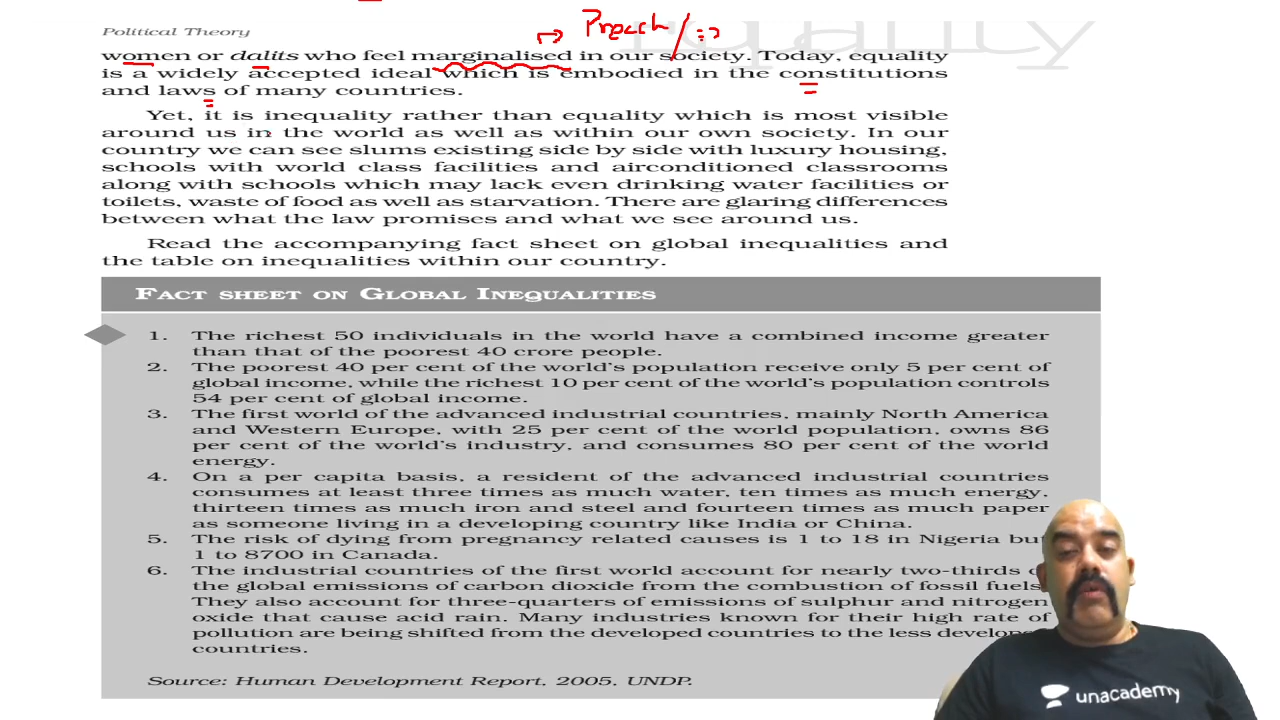 Preach / :?
Equality
Political Theory
women or dalits who feel marginalised in our society. Today, equality
is a widely accepted ideal which is embodied in the constitutions
and laws of many countries.
Yet, it is inequality rather than equality which is most visible
around us in the world as well as within our own society. In our
country we can see slums existing side by side with luxury housing,
schools with world class facilities and airconditioned classrooms
along with schools which may lack even drinking water facilities or
toilets, waste of food as well as starvation. There are glaring differences
between what the law promises and what we see around us.
Read the accompanying fact sheet on global inequalities and
the table on inequalities within our country.
FACT SHEET ON GLOBAL INEQUALITIES
1. The richest 50 individuals in the world have a combined income greater
than that of the poorest 40 crore people.
2. The poorest 40 per cent of the world's population receive only 5 per cent of
global income, while the richest 10 per cent of the world's population controls
54 per cent of global income.
3. The first world of the advanced industrial countries, mainly North America
and Western Europe, with 25 per cent of the world population, owns 86
per cent of the world's industry, and consumes 80 per cent of the world
energy.
4. On a per capita basis, a resident of the advanced industrial countries
consumes at least three times as much water, ten times as much energy,
thirteen times as much iron and steel and fourteen times as much paper
as someone living in a developing country like India or China.
5. The risk of dying from pregnancy related causes is 1 to 18 in Nigeria but
1 to 8700 in Canada.
6. The industrial countries of the first world account for nearly two-thirds
the global emissions of carbon dioxide from the combustion of fossil fuels.
They also account for three-quarters of emissions of sulphur and nitrogen
oxide that cause acid rain. Many industries known for their high rate of
pollution are being shifted from the developed countries to the less
countries.
Source: Human Development Report, 2005, UNDP.
unacademy